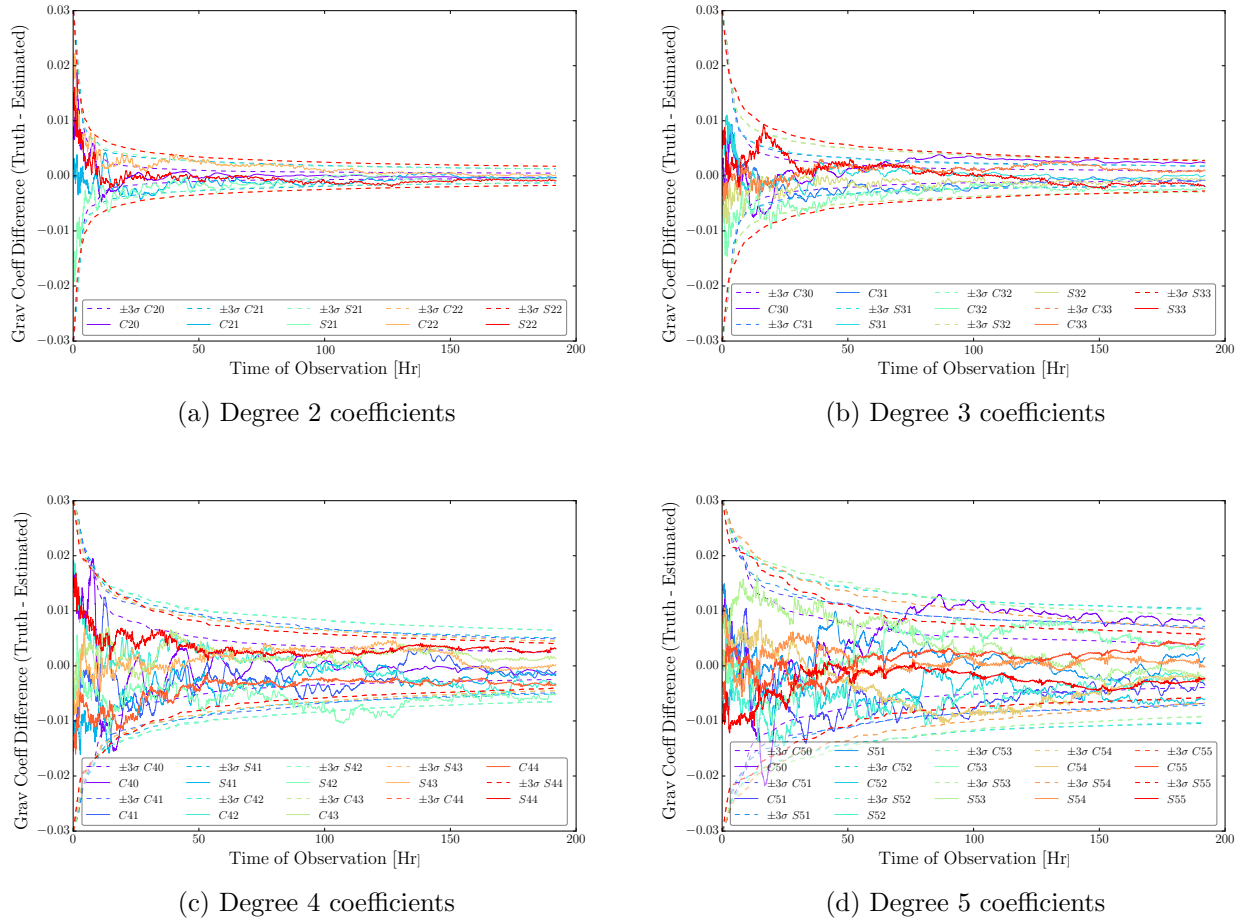 0.03
0.02
0.01
0.00
−0.01
−0.02
−0.03
Grav Coeff Difference (Truth - Estimated)
±3σ C20 ±3σ C21 ±3σ S21 ±3σ C22 ±3σ S22
C20 C21 S21 C22 S22
0 50 100 150 200
Time of Observation [Hr]
(a) Degree 2 coefficients
0.03
0.02
0.01
0.00
−0.01
−0.02
−0.03
Grav Coeff Difference (Truth - Estimated)
±3σ C30 C31 ±3σ C32 S32 ±3σ S33
C30 ±3σ S31 C32 ±3σ C33 S33
±3σ C31 S31 ±3σ S32 C33
0 50 100 150 200
Time of Observation [Hr]
(b) Degree 3 coefficients
0.03
0.02
0.01
0.00
−0.01
−0.02
−0.03
Grav Coeff Difference (Truth - Estimated)
±3σ C40 ±3σ S41 ±3σ S42 ±3σ S43 C44
C40 S41 S42 S43 ±3σ S44
±3σ C41 ±3σ C42 ±3σ C43 ±3σ C44 S44
C41 C42 C43
0 50 100 150 200
Time of Observation [Hr]
(c) Degree 4 coefficients
0.03
0.02
0.01
0.00
−0.01
−0.02
−0.03
Grav Coeff Difference (Truth - Estimated)
±3σ C50 S51 ±3σ C53 ±3σ C54 ±3σ C55
C50 ±3σ C52 C53 C54 C55
±3σ C51 C52 ±3σ S53 ±3σ S54 ±3σ S55
C51 ±3σ S52 S53 S54 S55
±3σ S51 S52
0 50 100 150 200
Time of Observation [Hr]
(d) Degree 5 coefficients